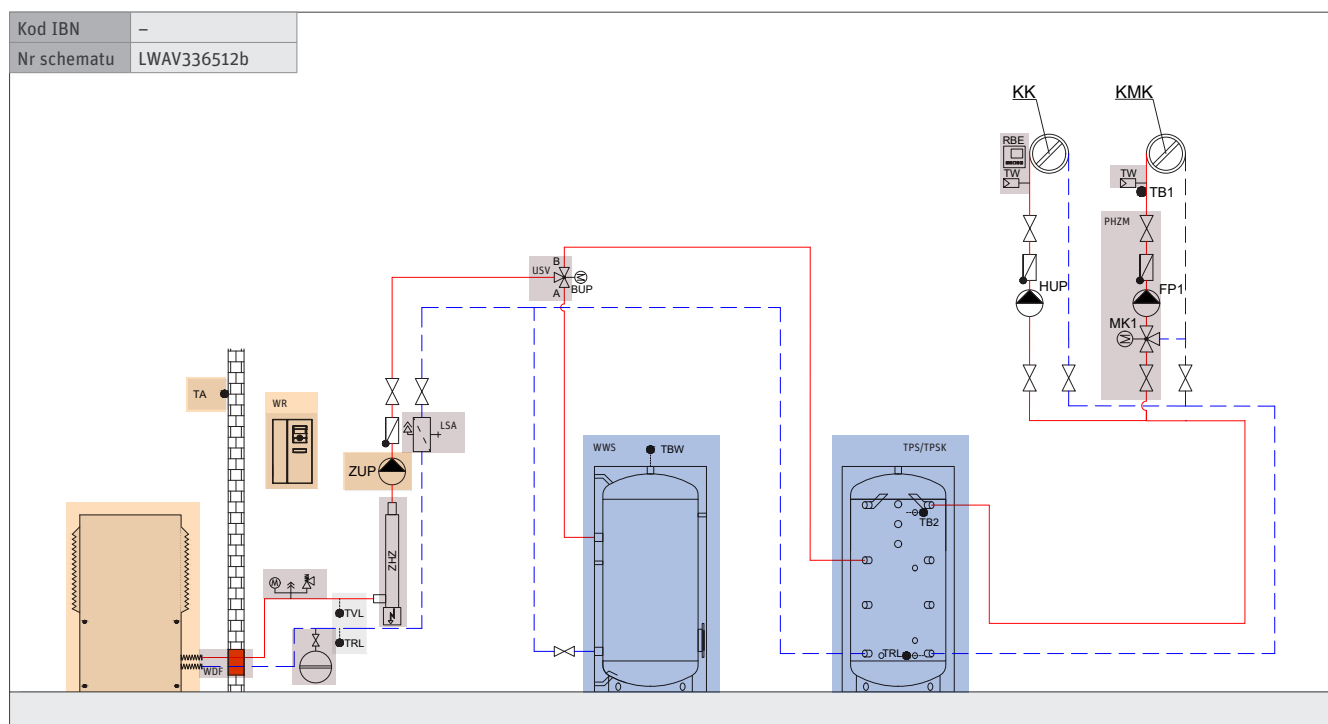 Kod IBN –
Nr schematu LWAV336512b
KK KMK
RBE
TW TW
TB1
PHZM
B
USV
BUP
A
HUP FP1
MK1
M
M
TA
WR
LSA
ZUP
WWS TBW
TPS/TPSK
TB2
ZHZ
M
TVL
TRL
TRL
WDF